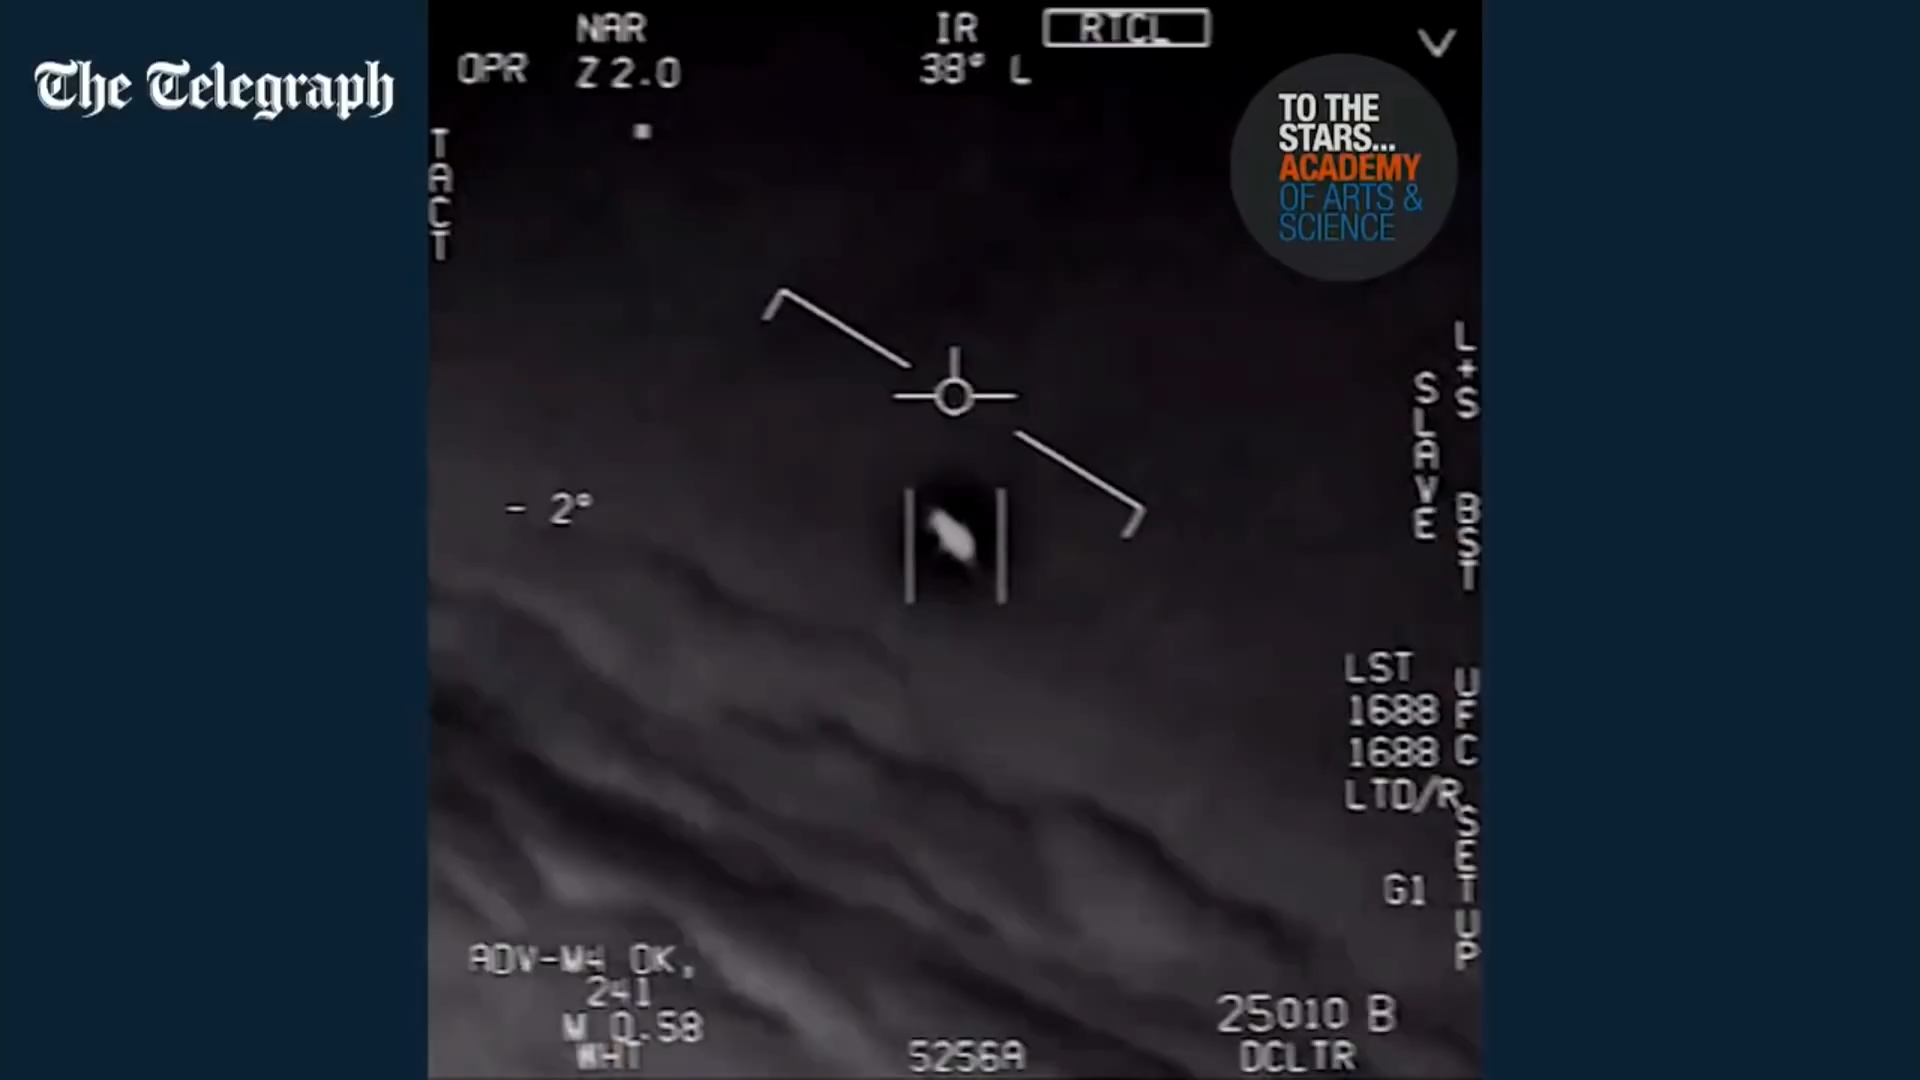 The Telegraph
NAR
IR
RTCL
OPR
Z 2.0
38° L
TO THE
STARS...
ACADEMY
OF ARTS &
SCIENCE
TACT
L+S
SLAVE
BST
- 2°
LST
1688
1688
LTD/R
UFC
SETUP
G1
ADV-M4 OK,
241
M 0.58
WHT
5256A
25010 B
DCLTR